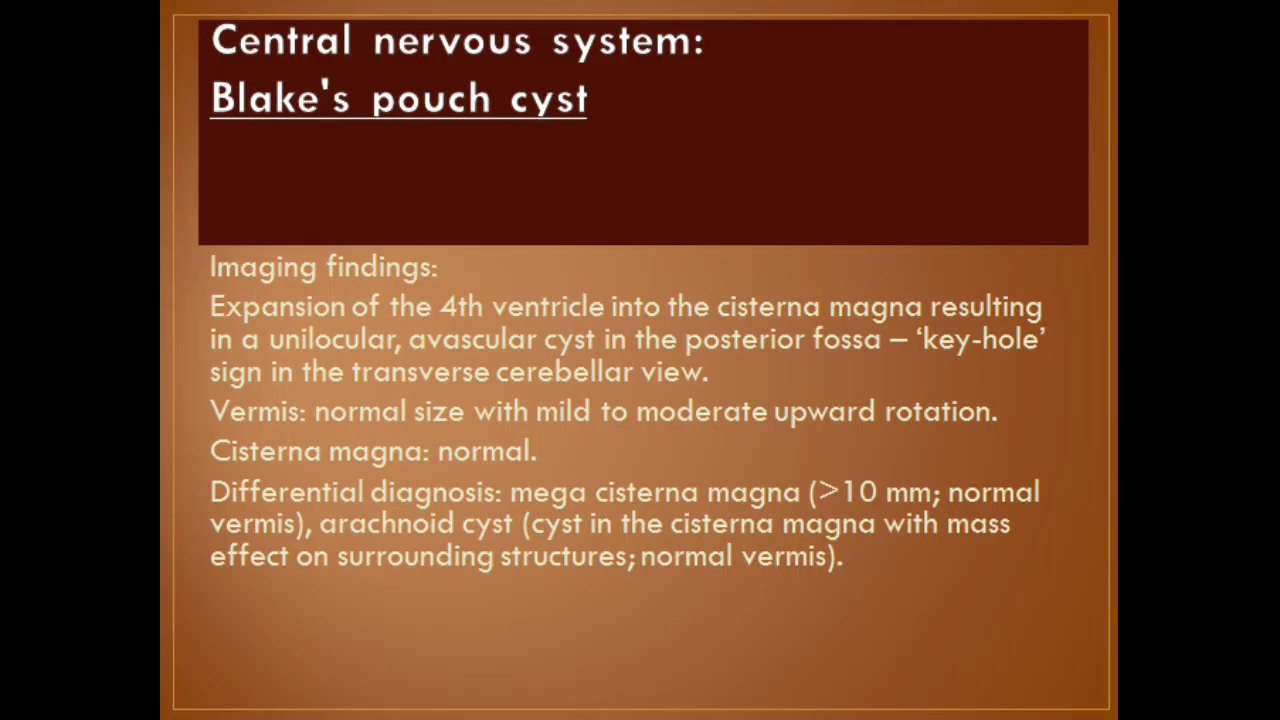 Central nervous system:
Blake's pouch cyst
Imaging findings:
Expansion of the 4th ventricle into the cisterna magna resulting
in a unilocular, avascular cyst in the posterior fossa – ‘key-hole’
sign in the transverse cerebellar view.
Vermis: normal size with mild to moderate upward rotation.
Cisterna magna: normal.
Differential diagnosis: mega cisterna magna (>10 mm; normal
vermis), arachnoid cyst (cyst in the cisterna magna with mass
effect on surrounding structures; normal vermis).